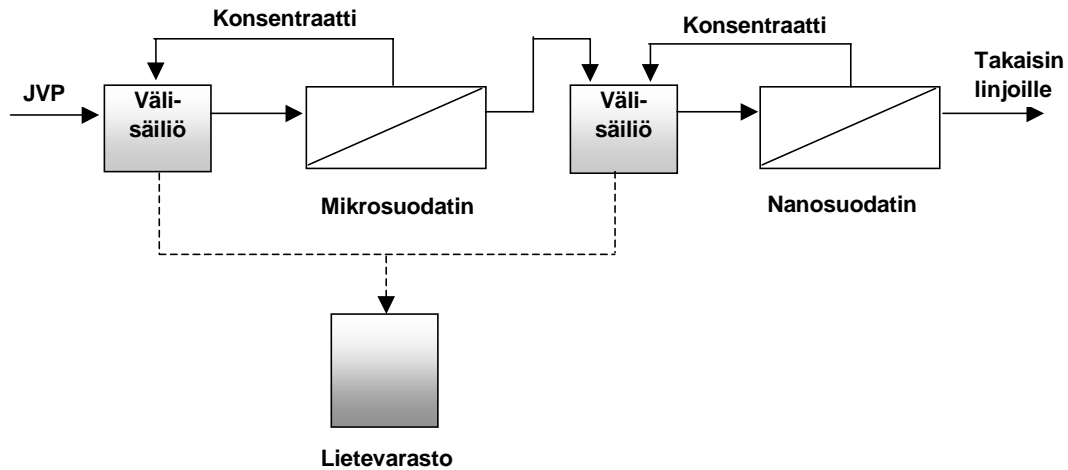 Konsentraatti
Konsentraatti
JVP
Väli-
säiliö
Väli-
säiliö
Takaisin
linjoille
Mikrosuodatin
Nanosuodatin
Lietevarasto